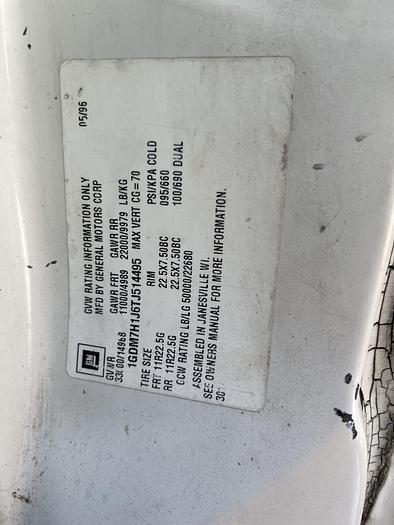 05/96
GVW RATING INFORMATION ONLY
MFD BY GENERAL MOTORS CORP
GM
GVWR GAWR FRT GAWR RR
33000/14968 11000/4989 22000/9979 LB/KG
1GDM7H1J6TJ514495 MAX VERT CG=70
TIRE SIZE RIM PSI/KPA COLD
FRT 11R22.5G 22.5X7.50BC 095/660
RR 11R22.5G 22.5X7.50BC 100/690 DUAL
GCW RATING LB/LG 50000/22680
ASSEMBLED IN JANESVILLE WI.
SEE OWNERS MANUAL FOR MORE INFORMATION.